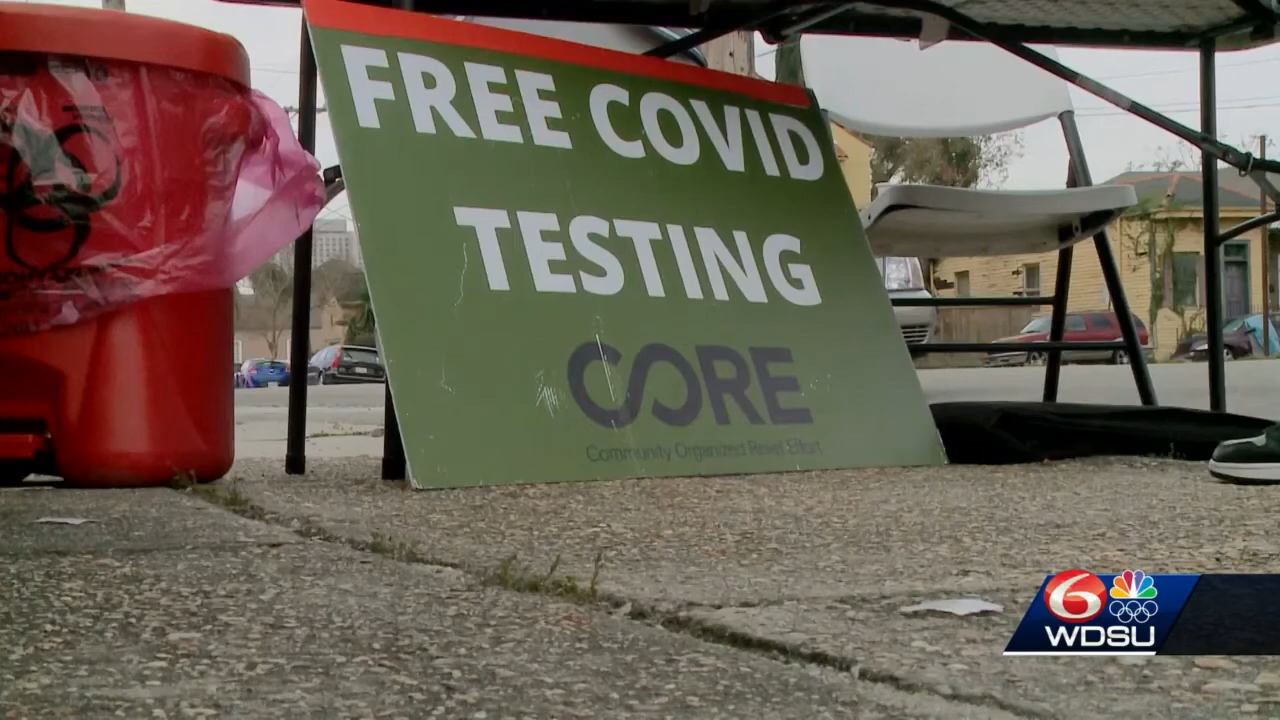 FREE COVID
TESTING
CORE
Community Organized Relief Effort
6
WDSU